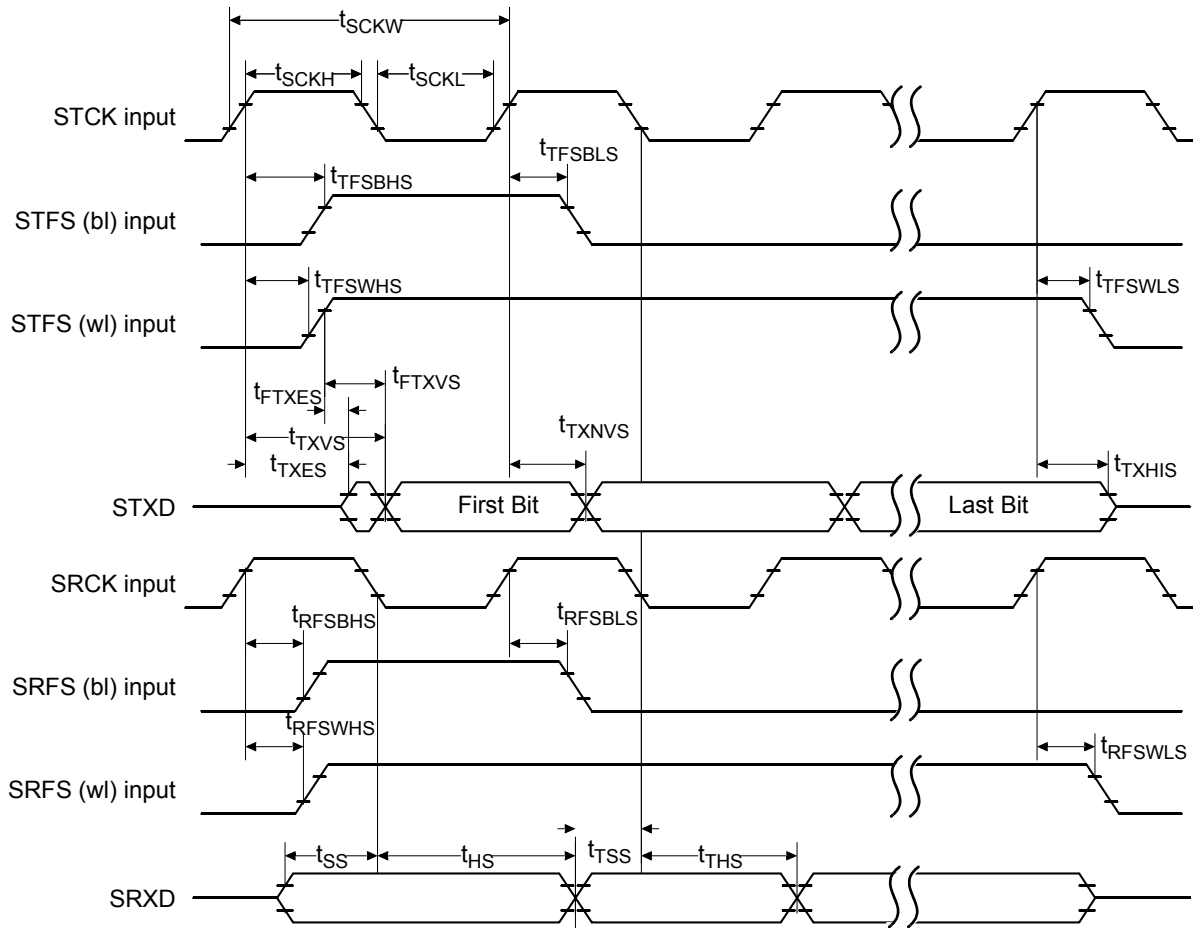 tSCKW
tSCKH
tSCKL
STCK input
tTFSBLS
tTFSBHS
STFS (bl) input
tTFSWHS
tTFSWLS
STFS (wl) input
tFTXES
tFTXVS
tTXVS
tTXNVS
tTXES
tTXHIS
STXD
First Bit
Last Bit
SRCK input
tRFSBHS
tRFSBLS
SRFS (bl) input
tRFSWHS
tRFSWLS
SRFS (wl) input
tSS
tHS
tTSS
tTHS
SRXD